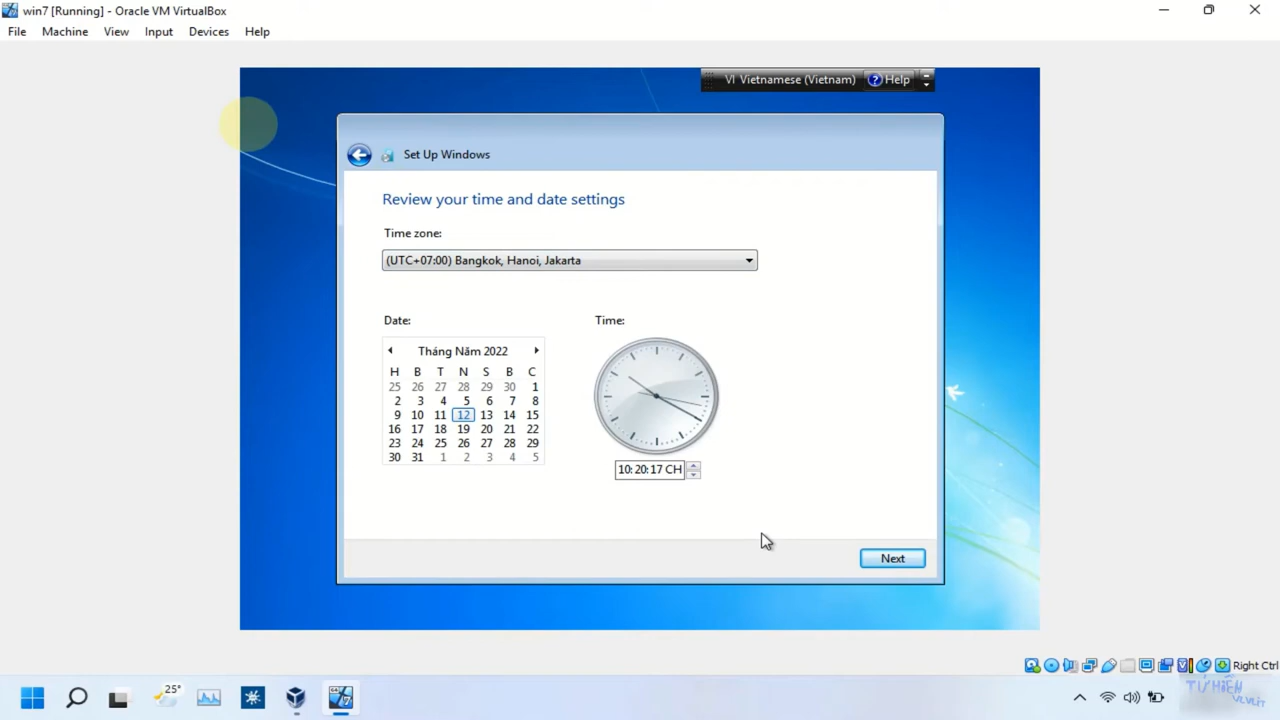 win7 [Running] - Oracle VM VirtualBox
File Machine View Input Devices Help
VI Vietnamese (Vietnam) ? Help
Set Up Windows
Review your time and date settings
Time zone:
(UTC+07:00) Bangkok, Hanoi, Jakarta
Date: Time:
Tháng Năm 2022
H B T N S B C
25 26 27 28 29 30 1
2 3 4 5 6 7 8
9 10 11 12 13 14 15
16 17 18 19 20 21 22
23 24 25 26 27 28 29
30 31 1 2 3 4 5
10:20:17 CH
Next
Right Ctrl
25°
TỰ HIỀN